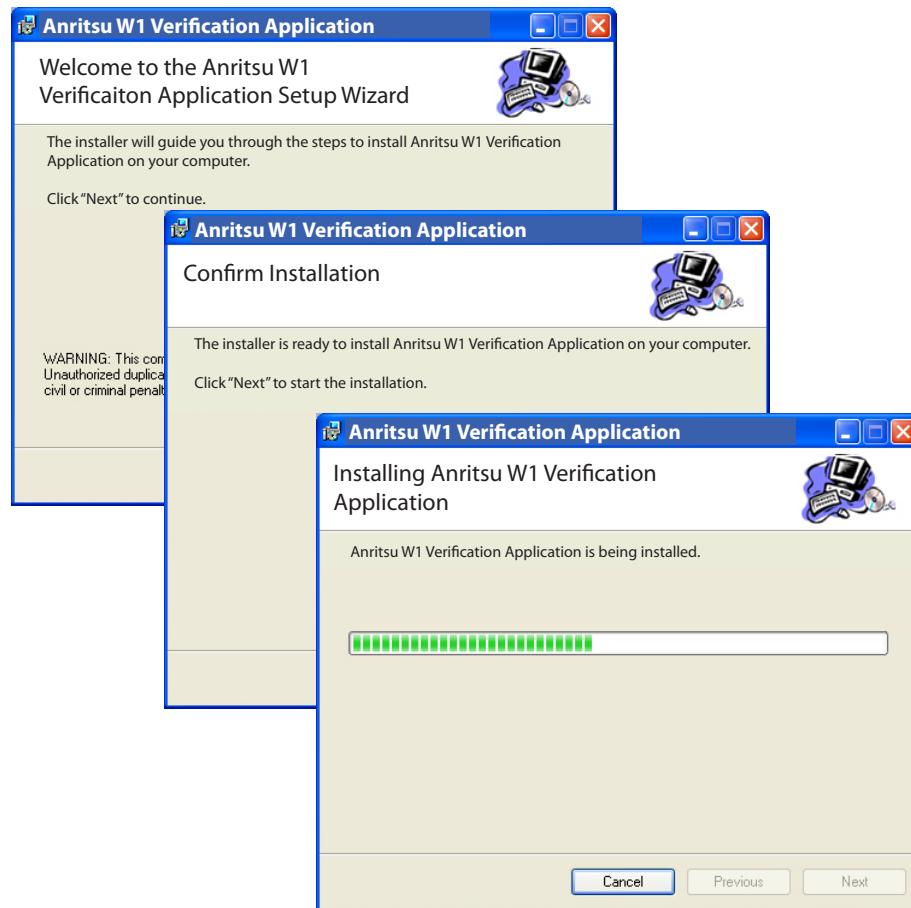 Anritsu W1 Verification Application
Welcome to the Anritsu W1
Verificaiton Application Setup Wizard
The installer will guide you through the steps to install Anritsu W1 Verification
Application on your computer.
Click “Next” to continue.
WARNING: This com
Unauthorized duplica
civil or criminal penalt
Anritsu W1 Verification Application
Confirm Installation
The installer is ready to install Anritsu W1 Verification Application on your computer.
Click “Next” to start the installation.
Anritsu W1 Verification Application
Installing Anritsu W1 Verification
Application
Anritsu W1 Verification Application is being installed.
Cancel Previous Next